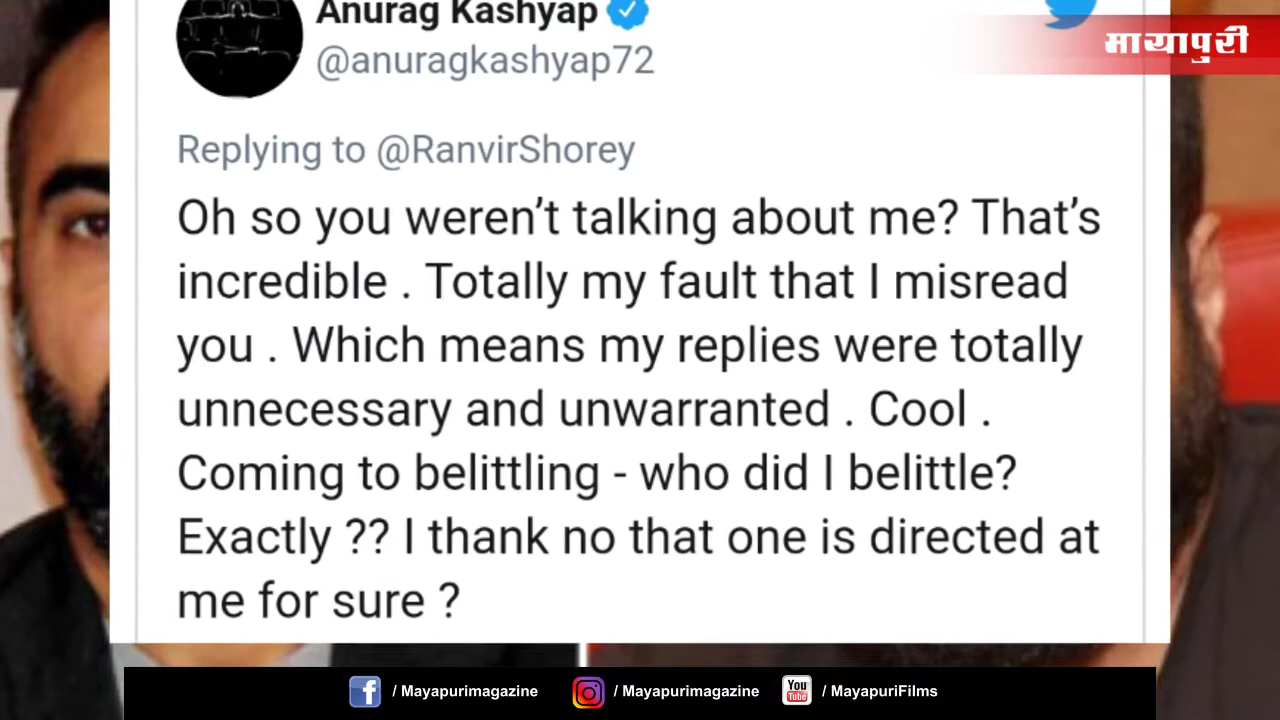 Anurag Kashyap
@anuragkashyap72
मायापुरी
Replying to @RanvirShorey
Oh so you weren’t talking about me? That’s
incredible . Totally my fault that I misread
you . Which means my replies were totally
unnecessary and unwarranted . Cool .
Coming to belittling - who did I belittle?
Exactly ?? I thank no that one is directed at
me for sure ?
/ Mayapurimagazine
/ Mayapurimagazine
You
Tube
/ MayapuriFilms